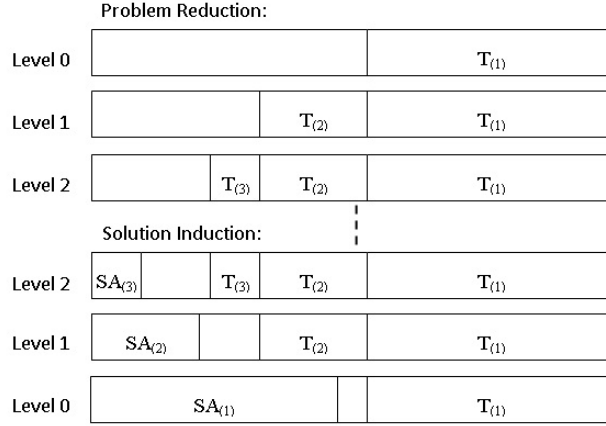 Problem Reduction:
Level 0 T(1)
Level 1 T(2) T(1)
Level 2 T(3) T(2) T(1)
Solution Induction:
Level 2 SA(3) T(3) T(2) T(1)
Level 1 SA(2) T(2) T(1)
Level 0 SA(1) T(1)